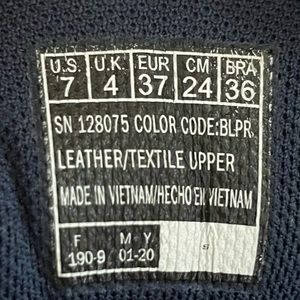 U.S. U.K. EUR CM BRA
7 4 37 24 36
SN 128075 COLOR CODE:BLPR
LEATHER/TEXTILE UPPER
MADE IN VIETNAM/HECHO EN VIETNAM
F M Y
190-9 01-20